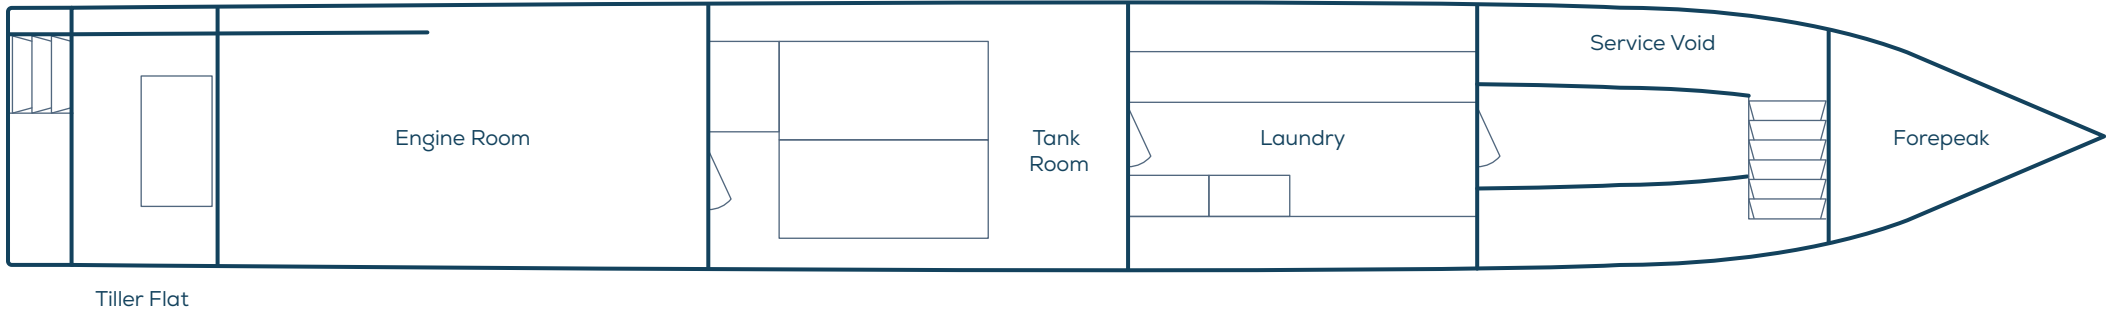 Service Void
Engine Room
Tank
Room
Laundry
Forepeak
Tiller Flat